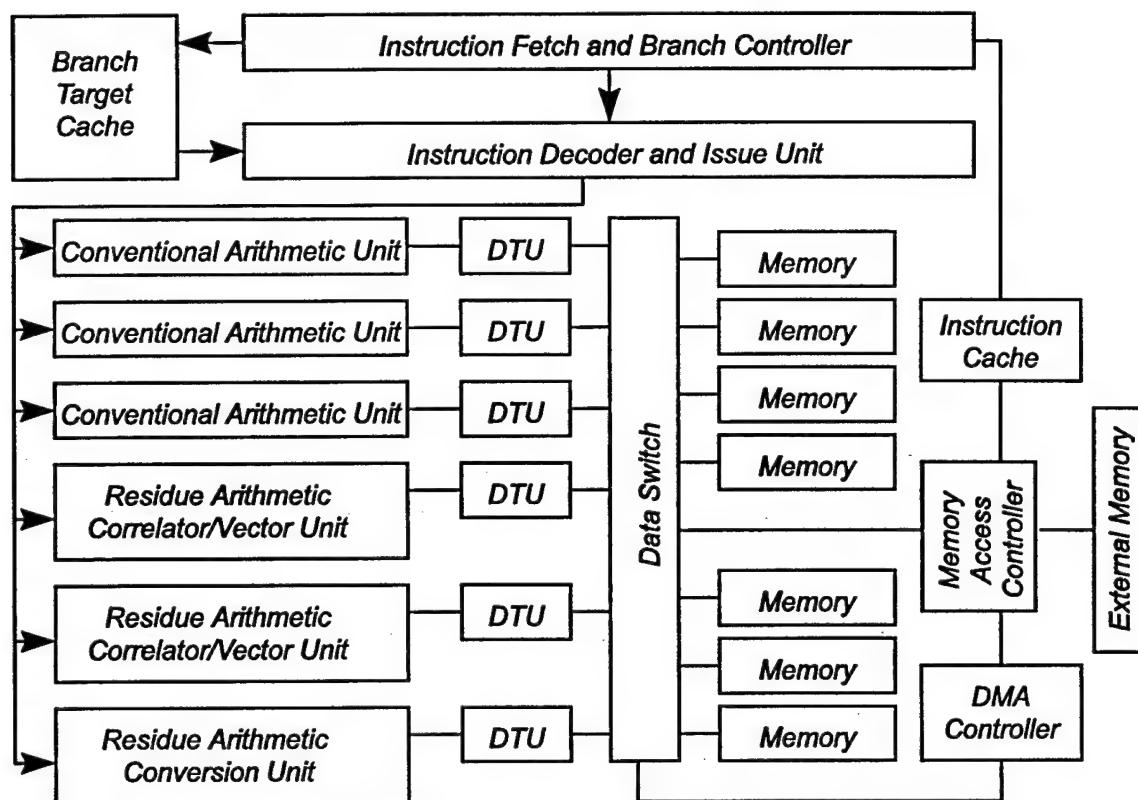 Instruction Fetch and Branch Controller
Branch
Target
Cache
Instruction Decoder and Issue Unit
Conventional Arithmetic Unit
DTU
Memory
Conventional Arithmetic Unit
DTU
Memory
Instruction
Cache
Conventional Arithmetic Unit
DTU
Memory
Residue Arithmetic
Correlator/Vector Unit
DTU
Memory
Data Switch
Memory
Access
Controller
External Memory
Residue Arithmetic
Correlator/Vector Unit
DTU
Memory
Memory
Residue Arithmetic
Conversion Unit
DTU
Memory
DMA
Controller